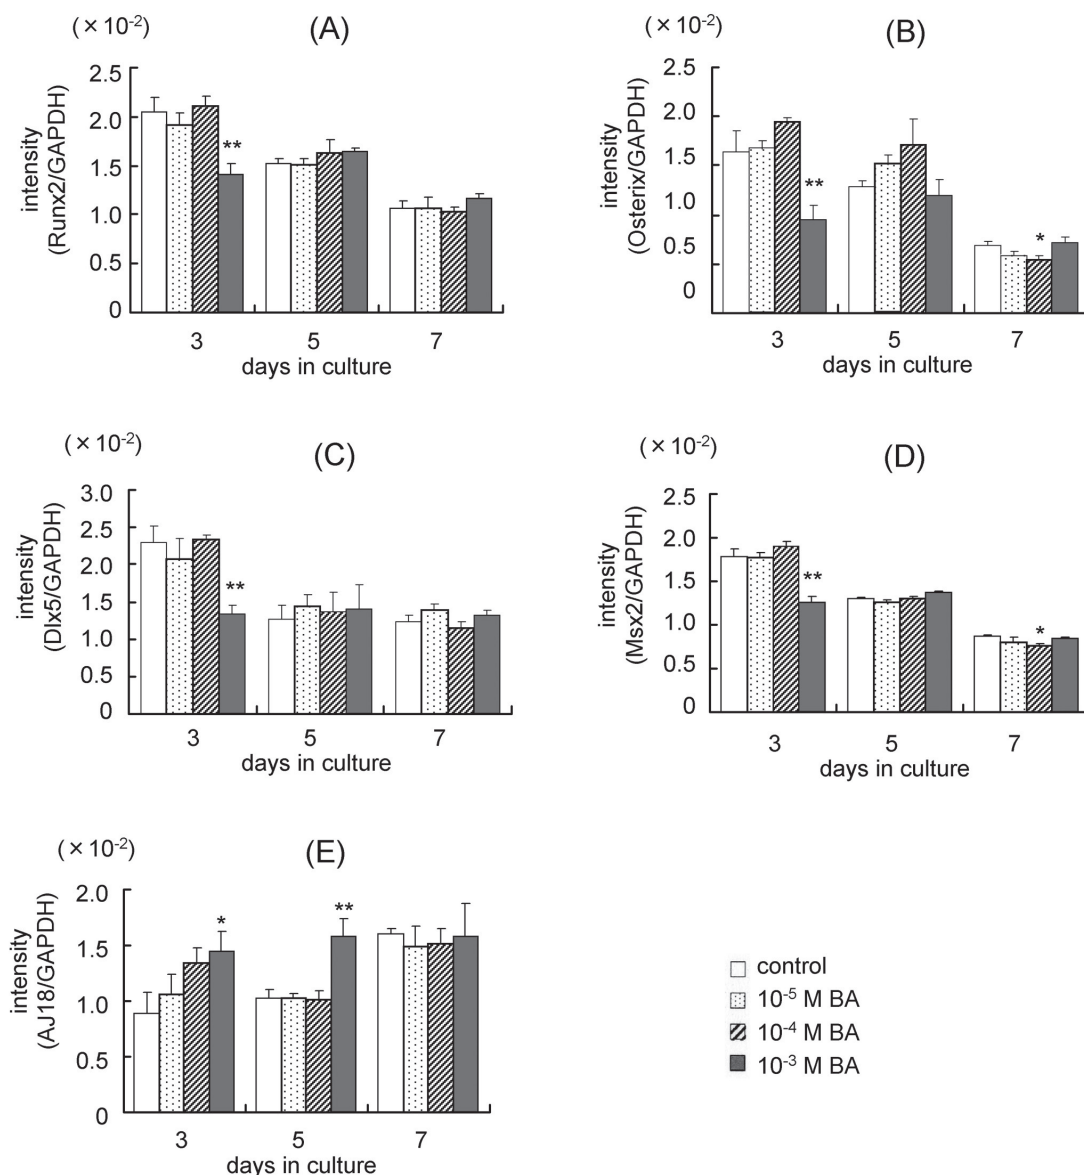 (×10-2)
(A)
intensity
(Runx2/GAPDH)
2.5
2.0
1.5
1.0
0.5
0
**
3 5 7
days in culture
(×10-2)
(B)
intensity
(Osterix/GAPDH)
2.5
2.0
1.5
1.0
0.5
0
**
*
3 5 7
days in culture
(×10-2)
(C)
intensity
(Dlx5/GAPDH)
3.0
2.5
2.0
1.5
1.0
0.5
0
**
3 5 7
days in culture
(×10-2)
(D)
intensity
(Msx2/GAPDH)
2.5
2.0
1.5
1.0
0.5
0
**
*
3 5 7
days in culture
(×10-2)
(E)
intensity
(AJ18/GAPDH)
2.0
1.5
1.0
0.5
0
*
**
3 5 7
days in culture
control
10-5 M BA
10-4 M BA
10-3 M BA